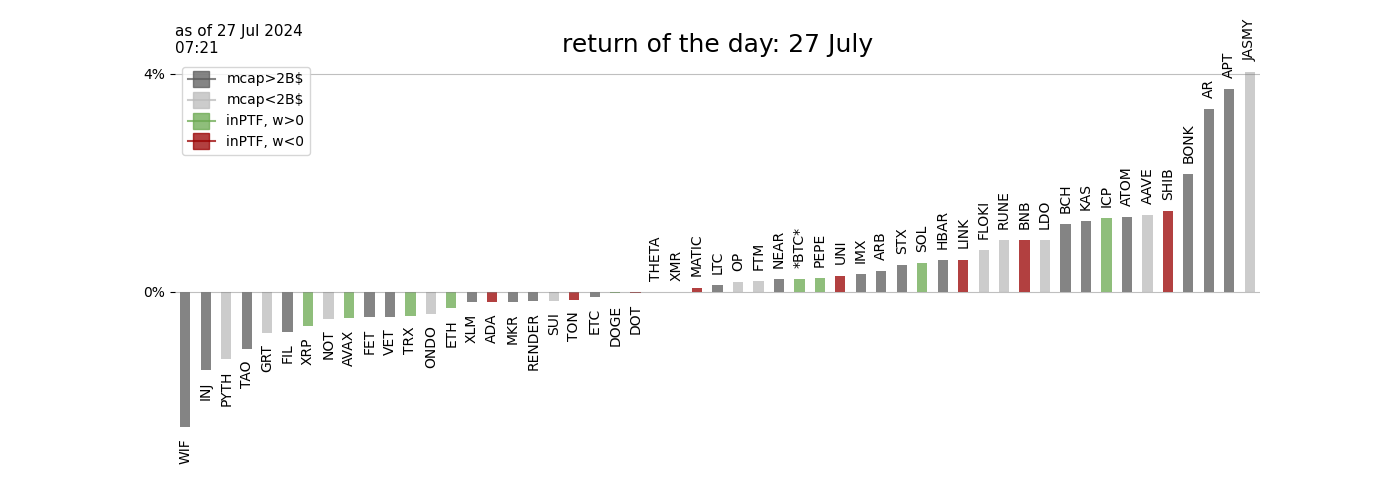 as of 27 Jul 2024
07:21
return of the day: 27 July
4%
0%
mcap>2B$
mcap<2B$
inPTF, w>0
inPTF, w<0
WIF
INJ
PYTH
TAO
GRT
FIL
XRP
NOT
AVAX
FET
VET
TRX
ONDO
ETH
XLM
ADA
MKR
RENDER
SUI
TON
ETC
DOGE
DOT
THETA
XMR
MATIC
LTC
OP
FTM
NEAR
*BTC*
PEPE
UNI
IMX
ARB
STX
SOL
HBAR
LINK
FLOKI
RUNE
BNB
LDO
BCH
KAS
ICP
ATOM
AAVE
SHIB
BONK
AR
APT
JASMY